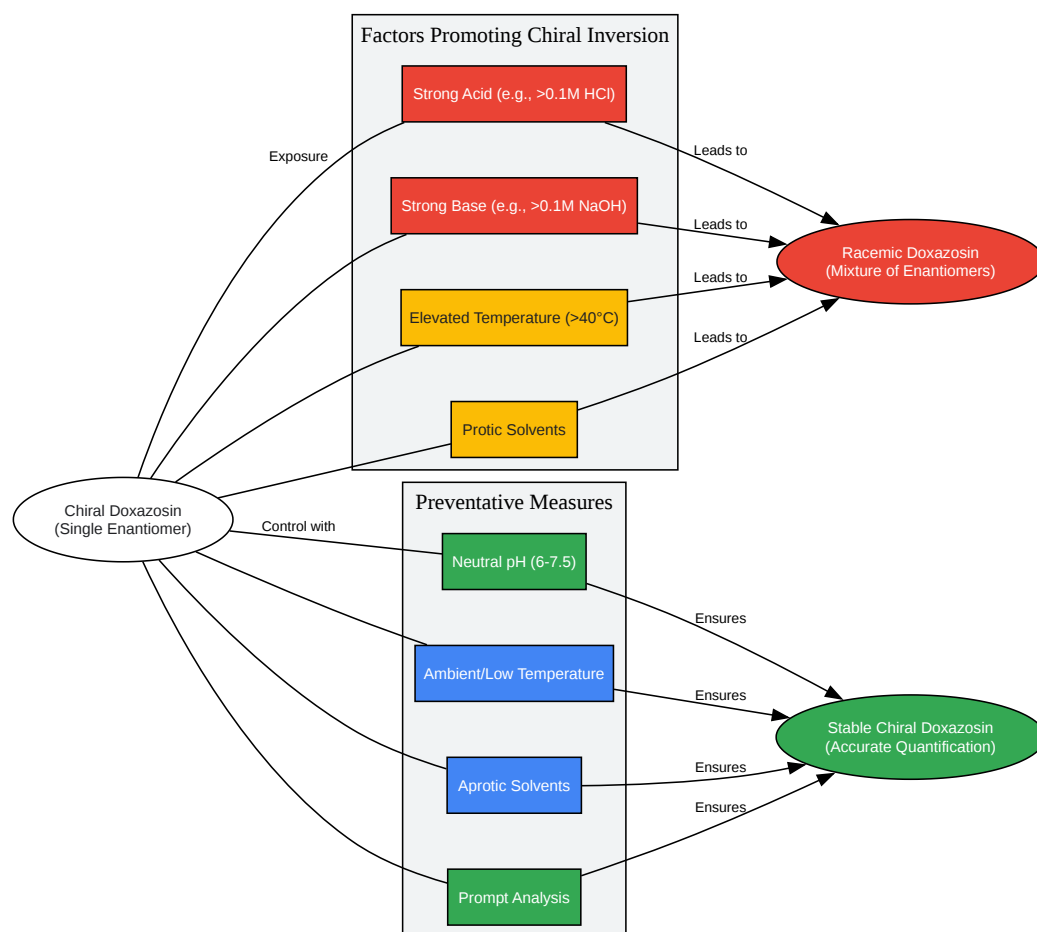 Factors Promoting Chiral Inversion
Strong Acid (e.g., >0.1M HCl)
Exposure
Leads to
Strong Base (e.g., >0.1M NaOH)
Leads to
Racemic Doxazosin
(Mixture of Enantiomers)
Leads to
Elevated Temperature (>40°C)
Leads to
Protic Solvents
Chiral Doxazosin
(Single Enantiomer)
Preventative Measures
Control with
Neutral pH (6-7.5)
Ensures
Ambient/Low Temperature
Ensures
Stable Chiral Doxazosin
(Accurate Quantification)
Ensures
Aprotic Solvents
Ensures
Prompt Analysis